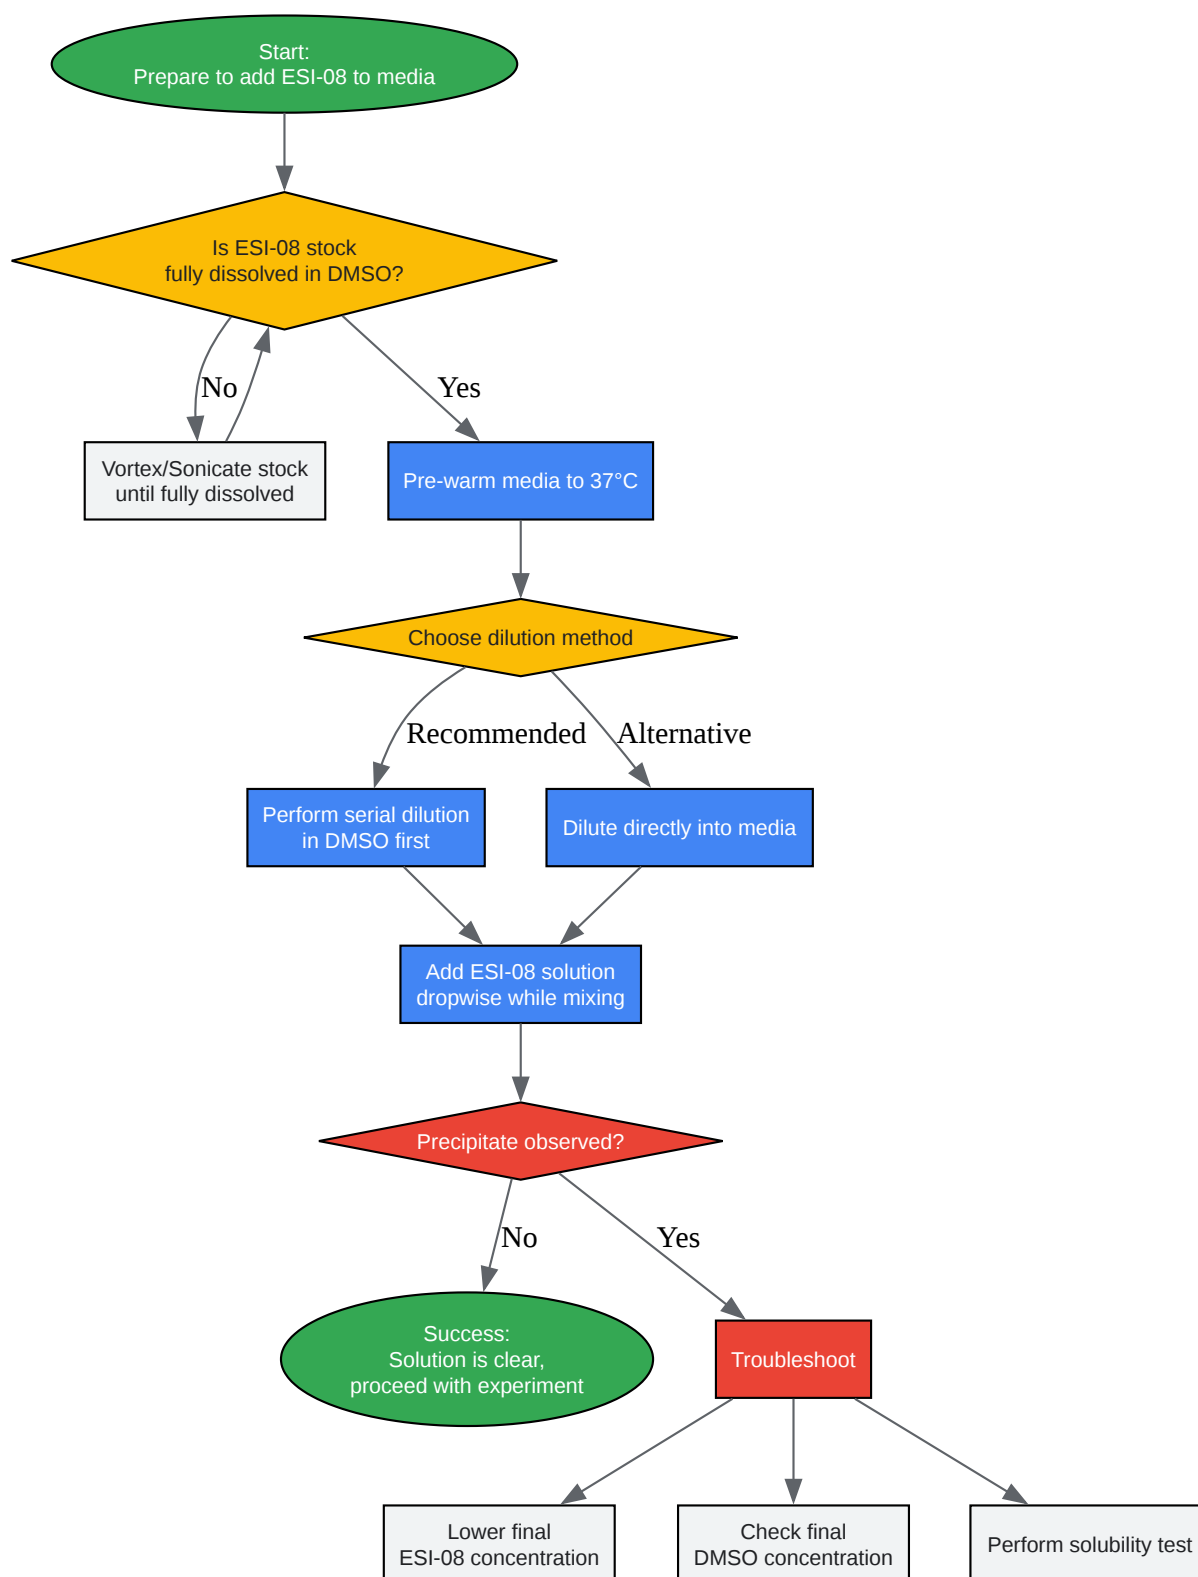 Start:
Prepare to add ESI-08 to media
Is ESI-08 stock
fully dissolved in DMSO?
No
Yes
Vortex/Sonicate stock
until fully dissolved
Pre-warm media to 37°C
Choose dilution method
Recommended
Alternative
Perform serial dilution
in DMSO first
Dilute directly into media
Add ESI-08 solution
dropwise while mixing
Precipitate observed?
No
Yes
Success:
Solution is clear,
proceed with experiment
Troubleshoot
Lower final
ESI-08 concentration
Check final
DMSO concentration
Perform solubility test